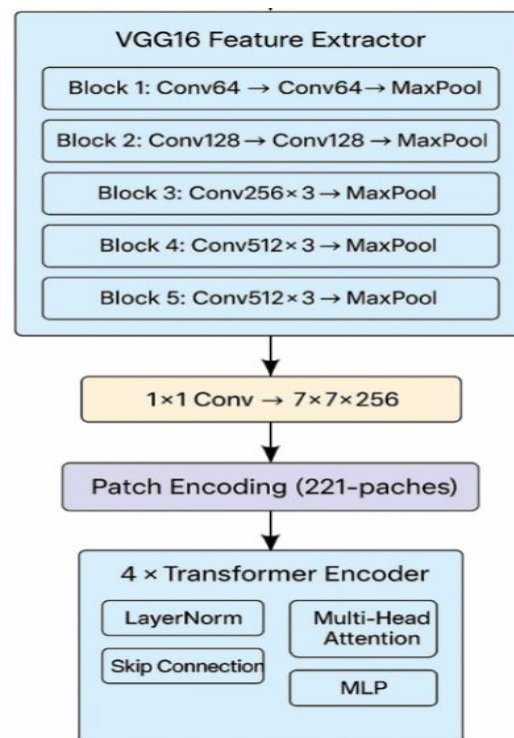 VGG16 Feature Extractor
Block 1: Conv64 → Conv64 → MaxPool
Block 2: Conv128 → Conv128 → MaxPool
Block 3: Conv256 × 3 → MaxPool
Block 4: Conv512 × 3 → MaxPool
Block 5: Conv512 × 3 → MaxPool
1×1 Conv → 7×7×256
Patch Encoding (221-paches)
4 × Transformer Encoder
LayerNorm
Skip Connection
Multi-Head
Attention
MLP